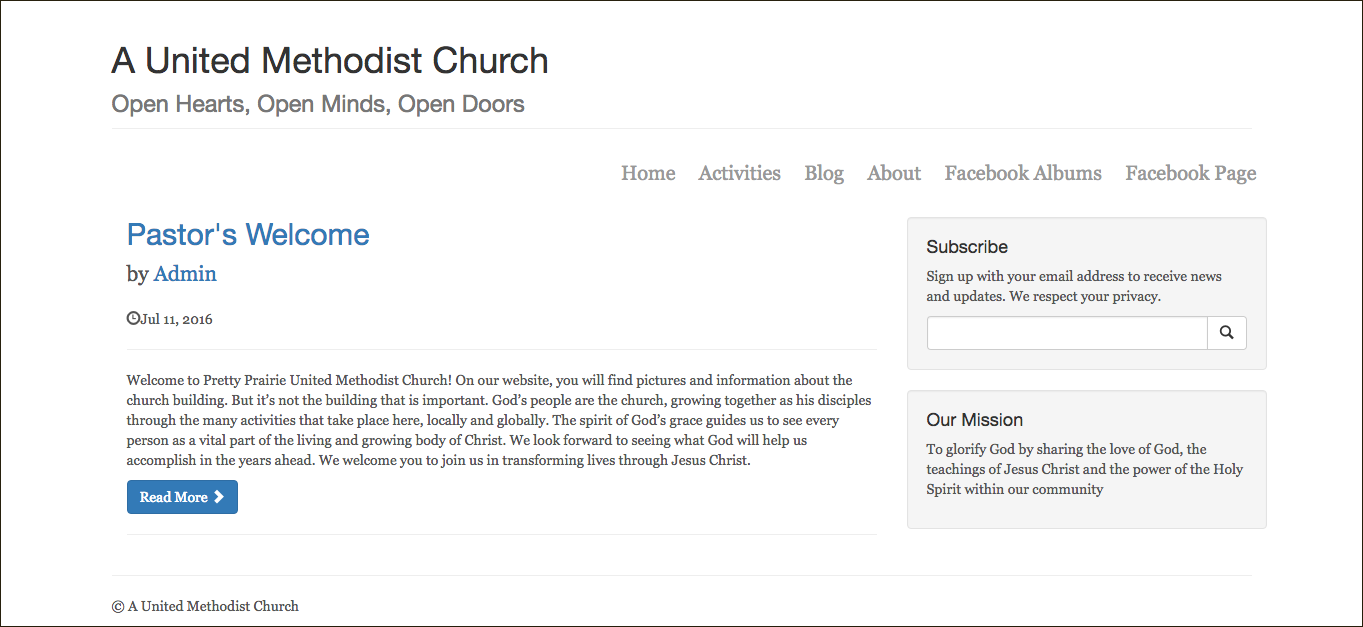 A United Methodist Church
Open Hearts, Open Minds, Open Doors
Home Activities Blog About Facebook Albums Facebook Page
Pastor's Welcome
by Admin
Jul 11, 2016
Welcome to Pretty Prairie United Methodist Church! On our website, you will find pictures and information about the
church building. But it’s not the building that is important. God’s people are the church, growing together as his disciples
through the many activities that take place here, locally and globally. The spirit of God’s grace guides us to see every
person as a vital part of the living and growing body of Christ. We look forward to seeing what God will help us
accomplish in the years ahead. We welcome you to join us in transforming lives through Jesus Christ.
Read More
Subscribe
Sign up with your email address to receive news
and updates. We respect your privacy.
Our Mission
To glorify God by sharing the love of God, the
teachings of Jesus Christ and the power of the Holy
Spirit within our community
© A United Methodist Church